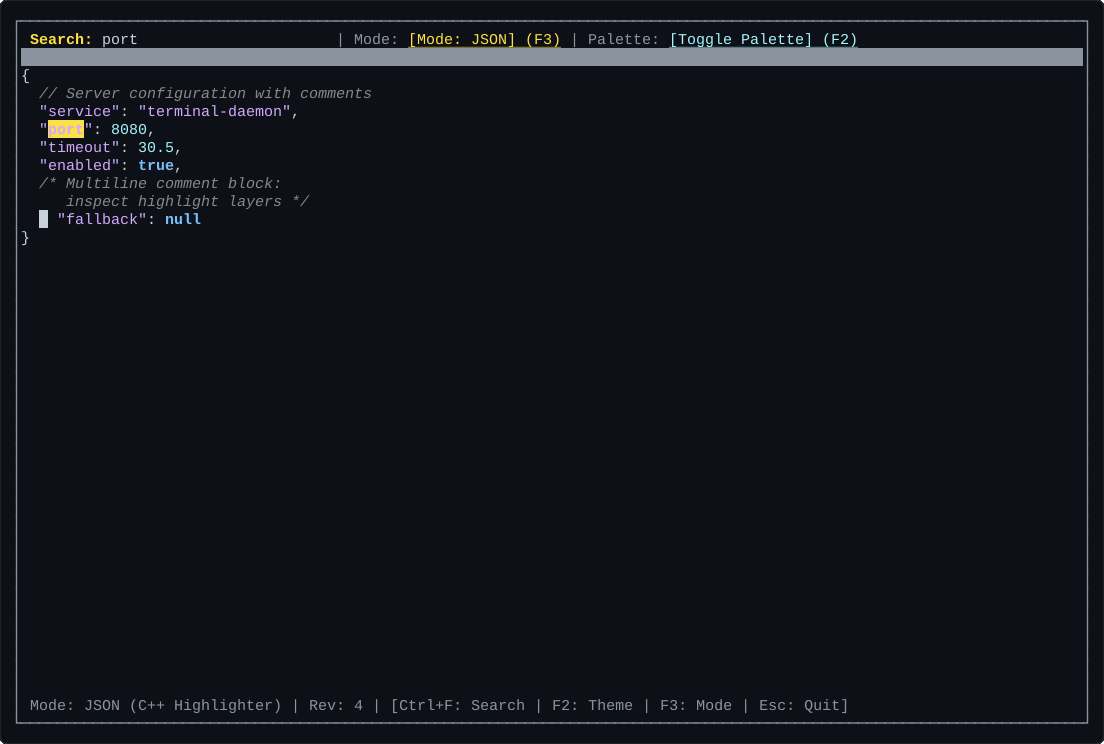 Search: port | Mode: [Mode: JSON] (F3) | Palette: [Toggle Palette] (F2)
{
  // Server configuration with comments
  "service": "terminal-daemon",
  "port": 8080,
  "timeout": 30.5,
  "enabled": true,
  /* Multiline comment block:
     inspect highlight layers */
    "fallback": null
}
Mode: JSON (C++ Highlighter) | Rev: 4 | [Ctrl+F: Search | F2: Theme | F3: Mode | Esc: Quit]